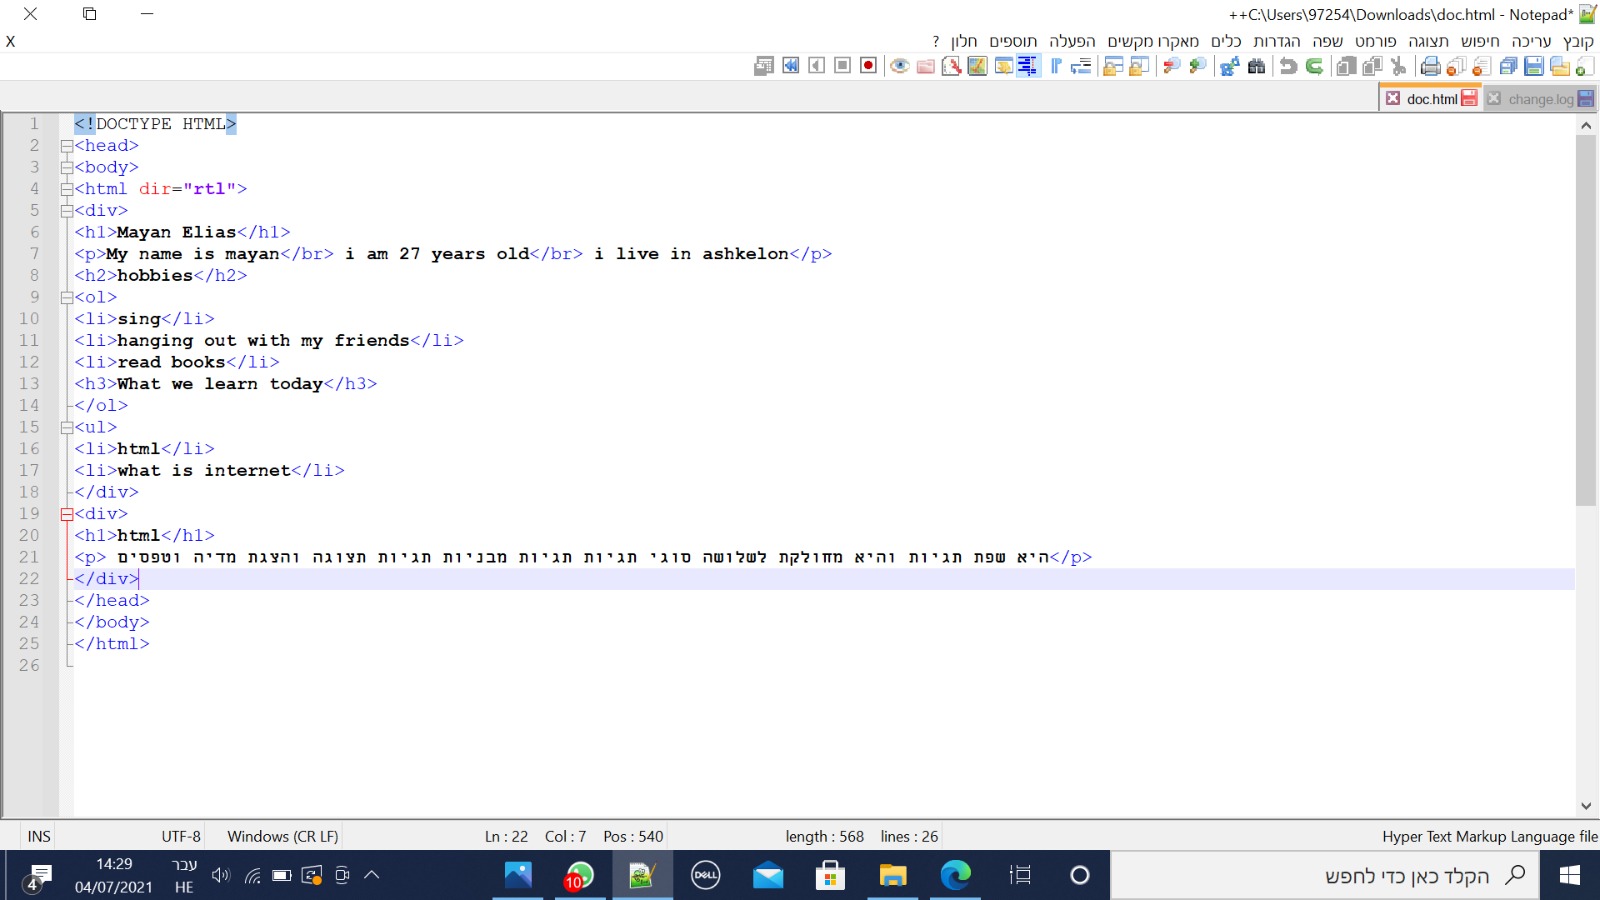 *C:\Users\97254\Downloads\doc.html - Notepad++
קובץ עריכה חיפוש תצוגה פורמט שפה הגדרות כלים מאקרו מקשים הפעלה תוספים חלון ? X
doc.html change.log
1 <!DOCTYPE HTML>
2 <head>
3 <body>
4 <html dir="rtl">
5 <div>
6 <h1>Mayan Elias</h1>
7 <p>My name is mayan</br> i am 27 years old</br> i live in ashkelon</p>
8 <h2>hobbies</h2>
9 <ol>
10 <li>sing</li>
11 <li>hanging out with my friends</li>
12 <li>read books</li>
13 <h3>What we learn today</h3>
14 </ol>
15 <ul>
16 <li>html</li>
17 <li>what is internet</li>
18 </div>
19 <div>
20 <h1>html</h1>
21 <p> היא שפת תגיות והיא מחולקת לשלושה סוגי תגיות תגיות מבניות תגיות תצוגה והצגת מדיה וטפסים</p>
22 </div>
23 </head>
24 </body>
25 </html>
26
INS UTF-8 Windows (CR LF) Ln : 22 Col : 7 Pos : 540 length : 568 lines : 26 Hyper Text Markup Language file
4 14:29 עבר
04/07/2021 HE
10 DELL הקלד כאן כדי לחפש